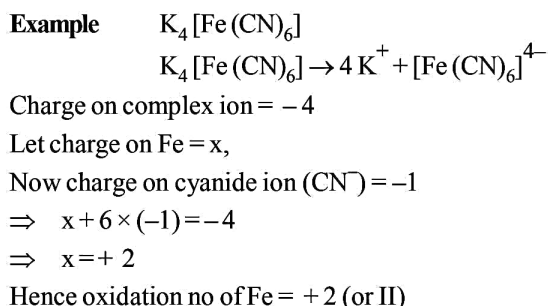 Example K₄[Fe(CN)₆]
K₄[Fe(CN)₆] → 4 K⁺ + [Fe(CN)₆]⁴⁻
Charge on complex ion = – 4
Let charge on Fe = x,
Now charge on cyanide ion (CN⁻) = –1
⇒ x + 6 × (–1) = – 4
⇒ x = + 2
Hence oxidation no of Fe = +2 (or II)